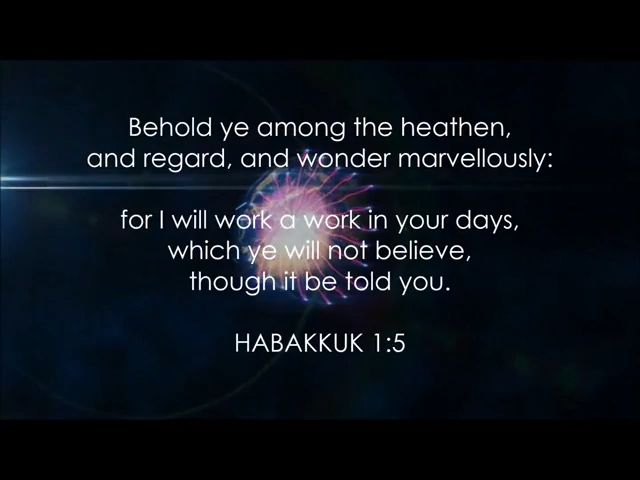 Behold ye among the heathen,
and regard, and wonder marvellously:
for I will work a work in your days,
which ye will not believe,
though it be told you.
HABAKKUK 1:5